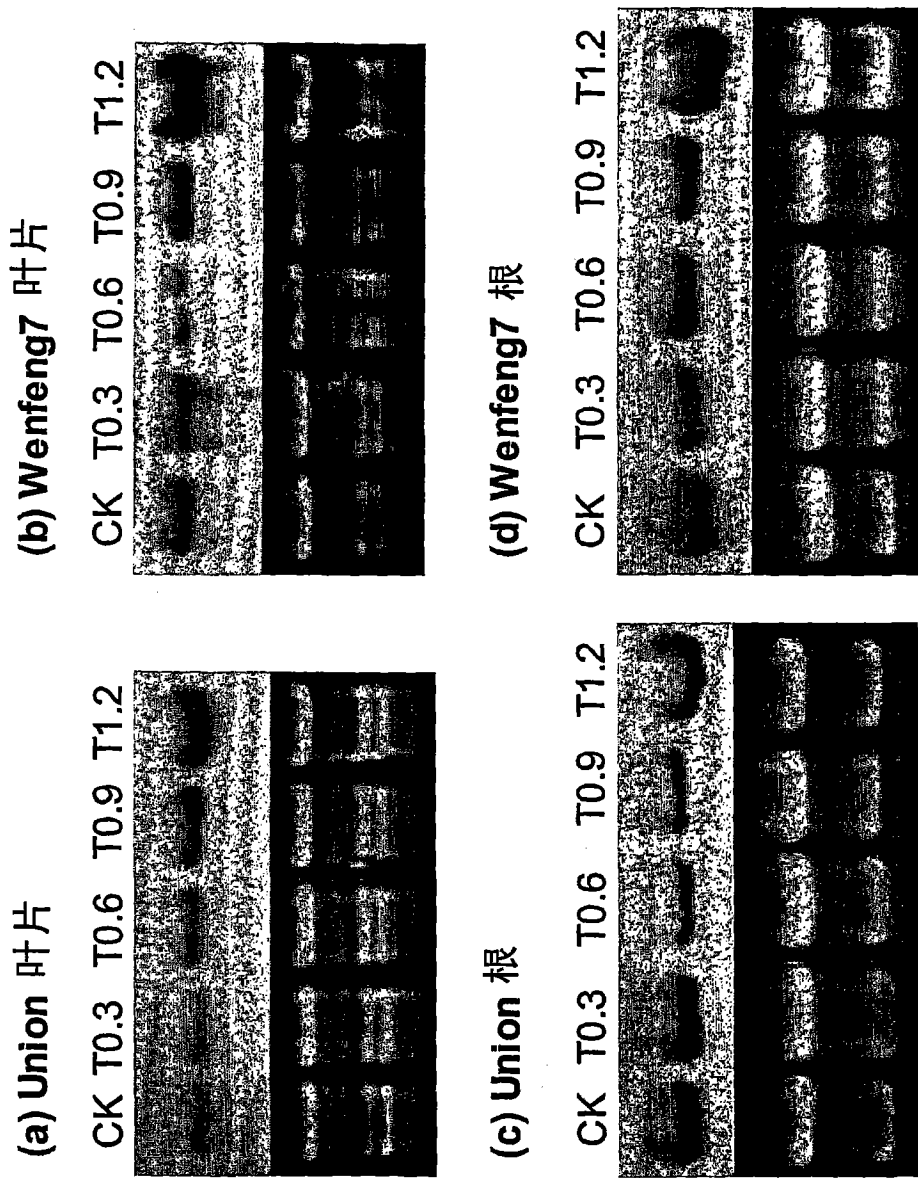 (a) Union 叶片
CK T0.3 T0.6 T0.9 T1.2
(b) Wenfeng7 叶片
CK T0.3 T0.6 T0.9 T1.2
(c) Union 根
CK T0.3 T0.6 T0.9 T1.2
(d) Wenfeng7 根
CK T0.3 T0.6 T0.9 T1.2